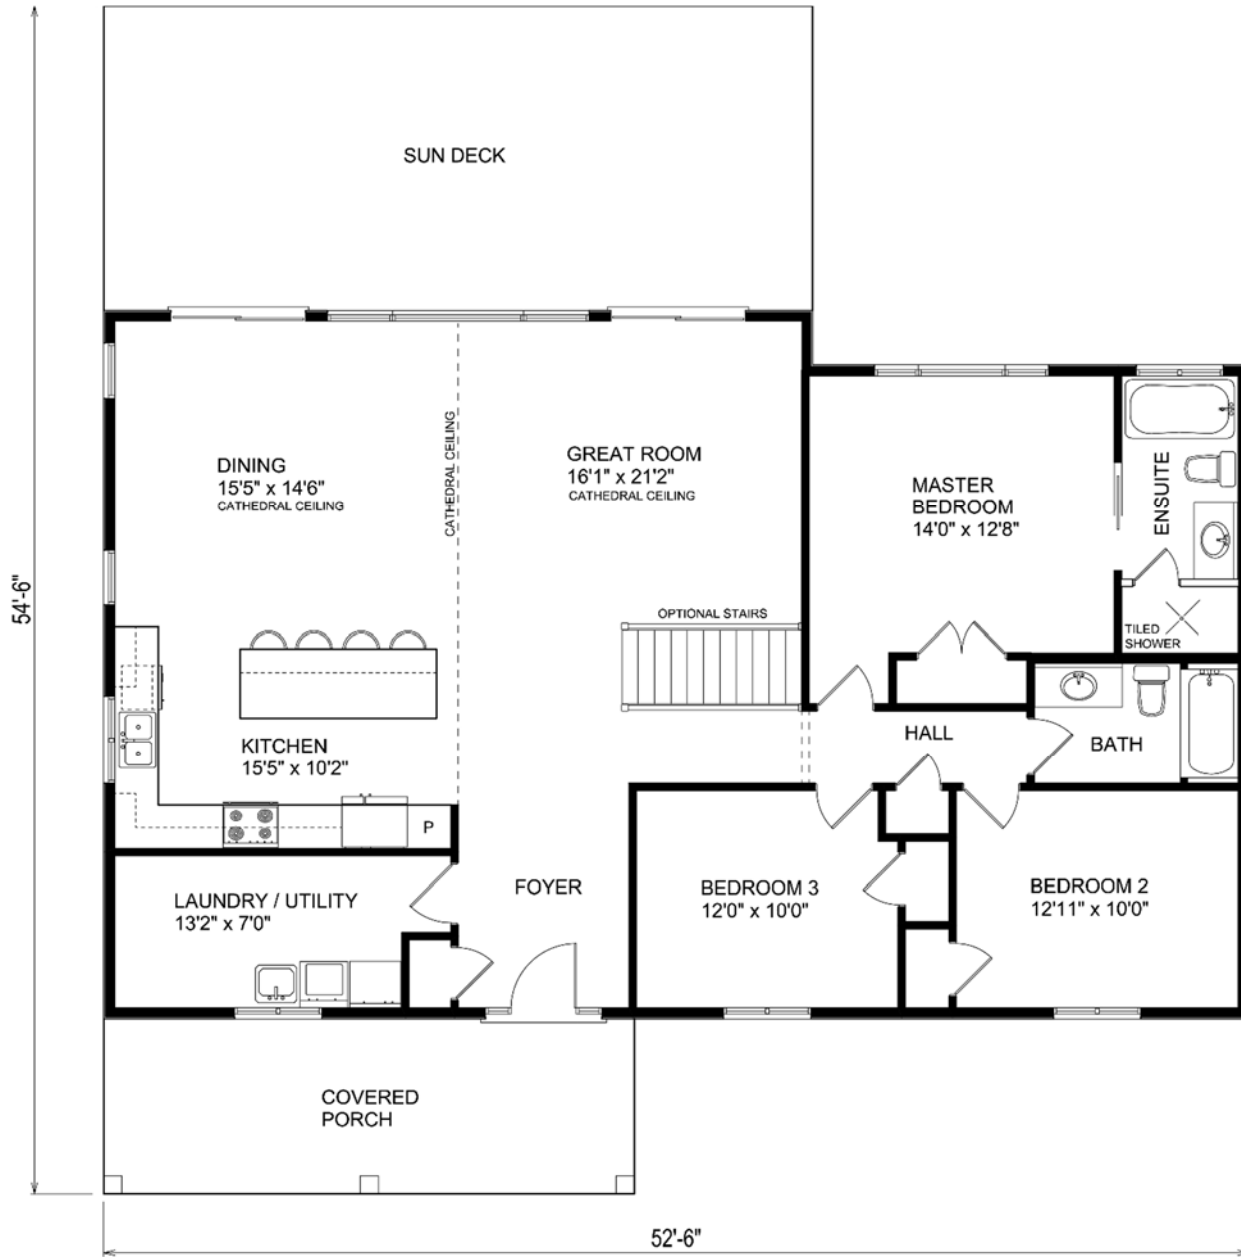 SUN DECK
DINING
15'5" x 14'6"
CATHEDRAL CEILING
CATHEDRAL CEILING
GREAT ROOM
16'1" x 21'2"
CATHEDRAL CEILING
MASTER
BEDROOM
14'0" x 12'8"
ENSUITE
54'-6"
OPTIONAL STAIRS
TILED
SHOWER
KITCHEN
15'5" x 10'2"
HALL
BATH
P
LAUNDRY / UTILITY
13'2" x 7'0"
FOYER
BEDROOM 3
12'0" x 10'0"
BEDROOM 2
12'11" x 10'0"
COVERED
PORCH
52'-6"